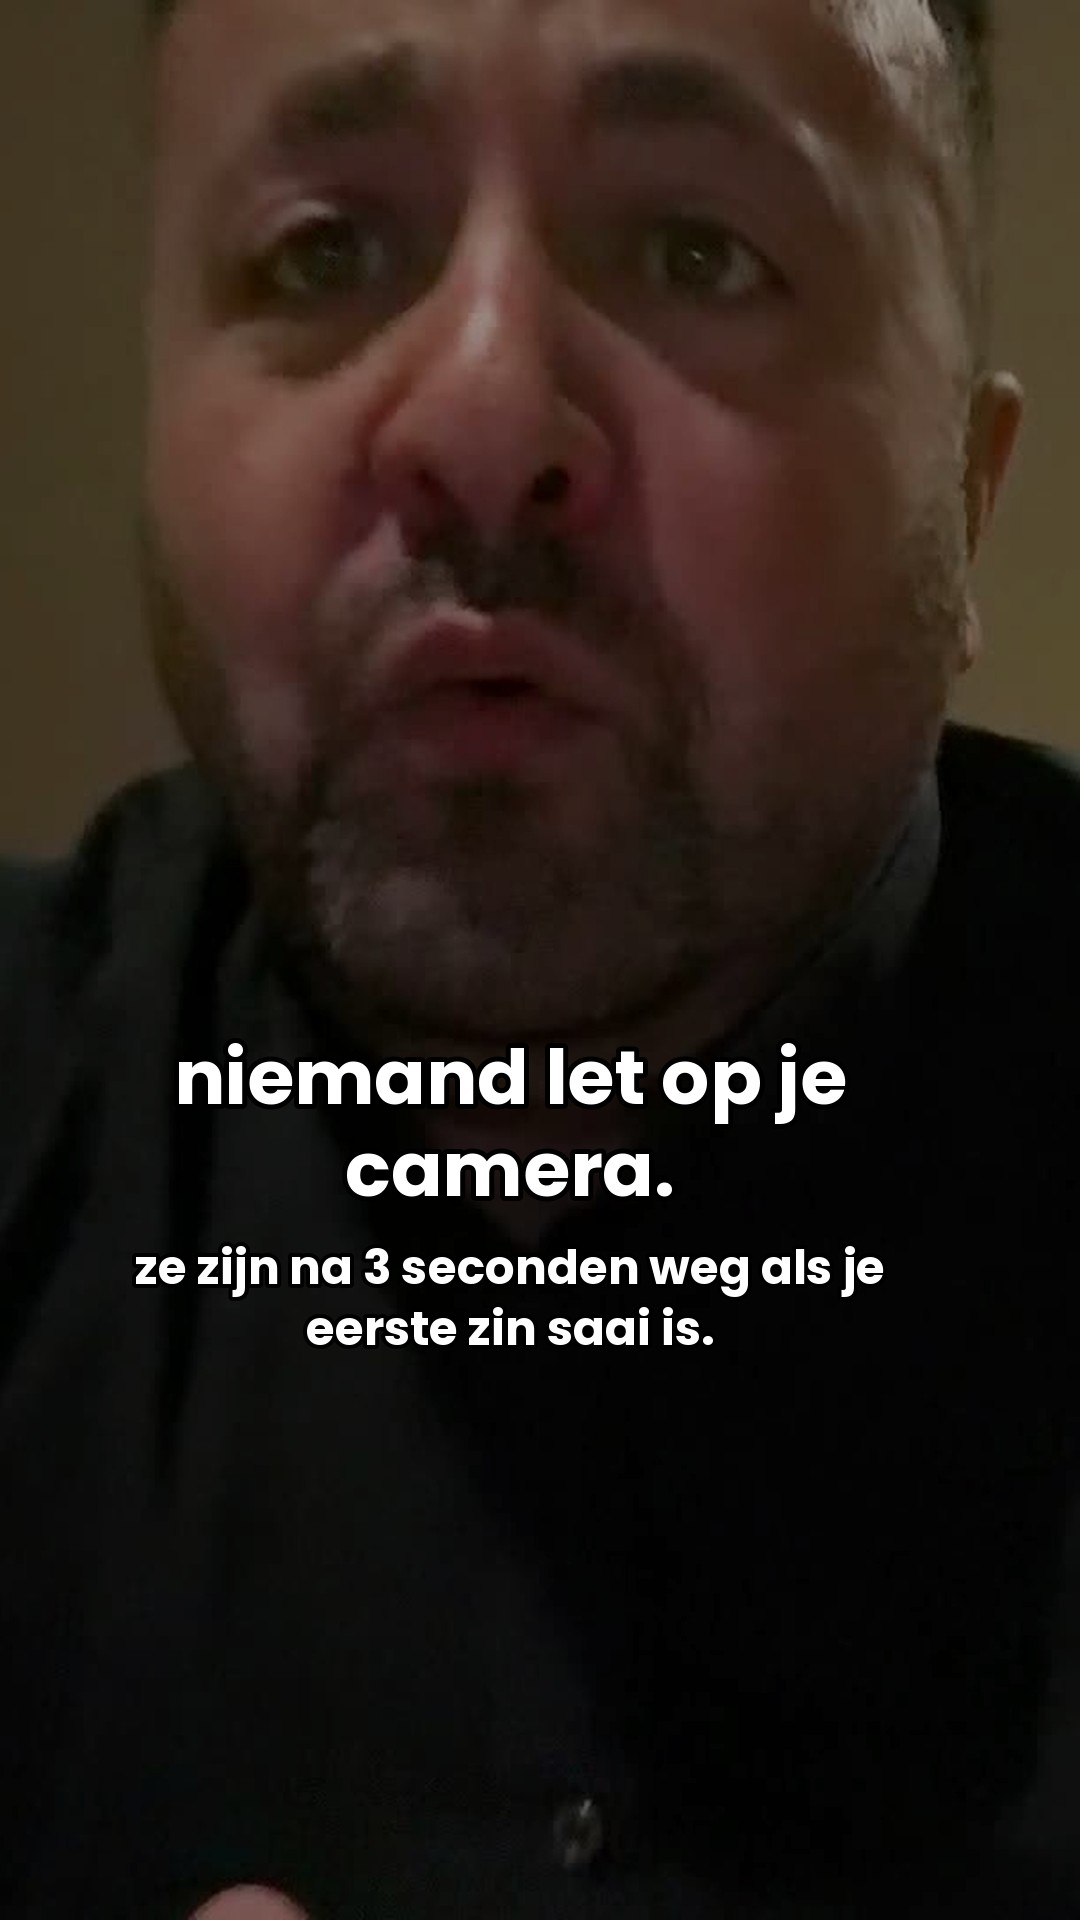 niemand let op je
camera.
ze zijn na 3 seconden weg als je
eerste zin saai is.